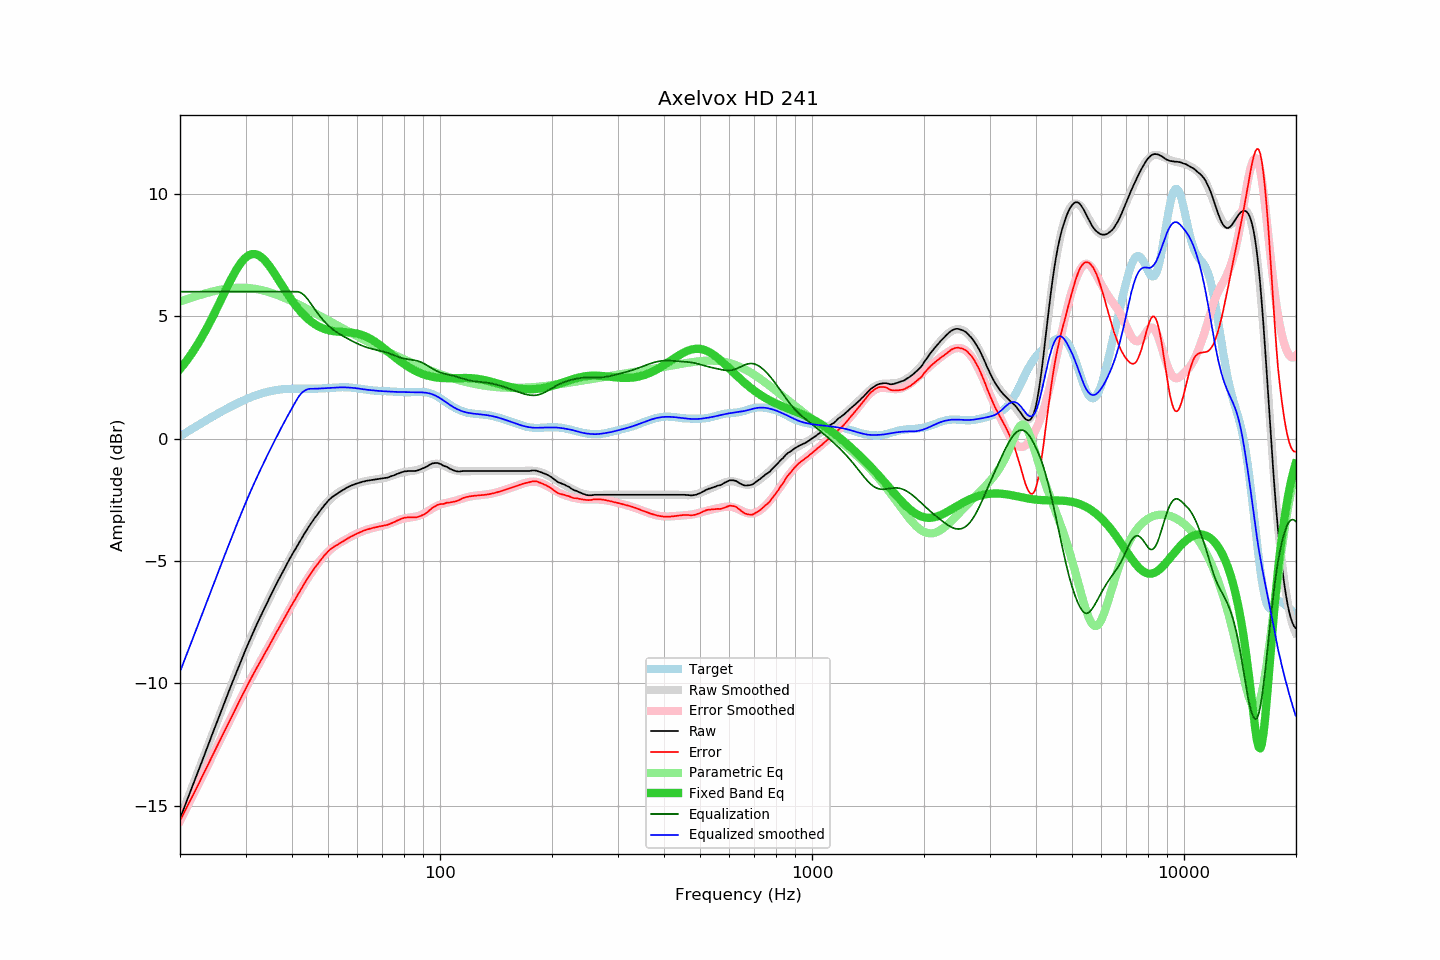 Axelvox HD 241
Amplitude (dBr)
10
5
0
−5
−10
−15
100
1000
10000
Frequency (Hz)
Target
Raw Smoothed
Error Smoothed
Raw
Error
Parametric Eq
Fixed Band Eq
Equalization
Equalized smoothed